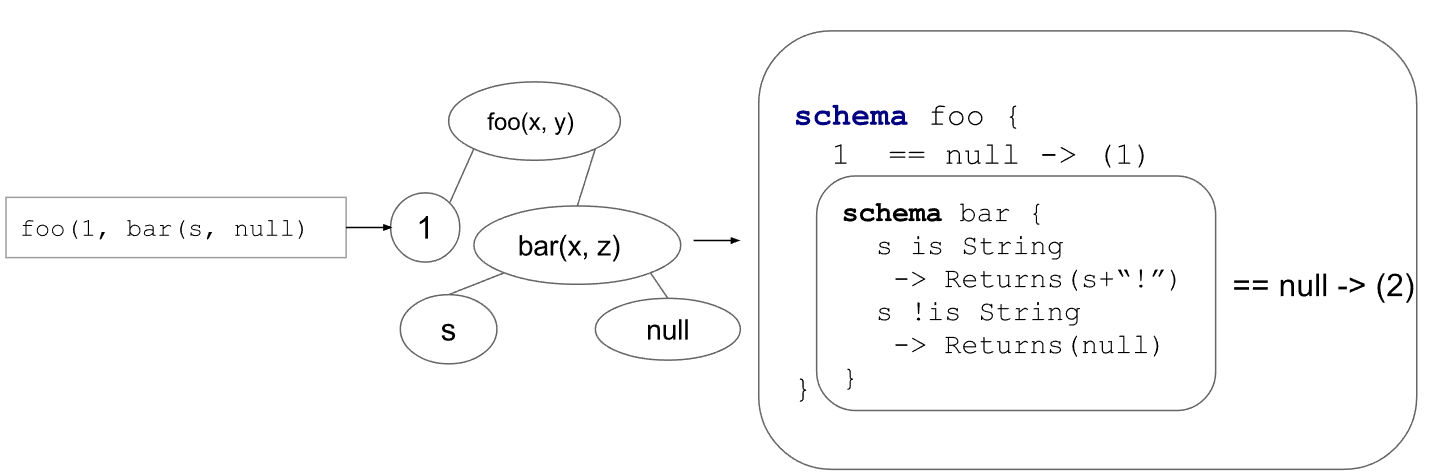 foo(1, bar(s, null)
foo(x, y)
1
bar(x, z)
s
null
schema foo {
1 == null -> (1)
schema bar {
s is String
-> Returns(s+“!”)
s !is String
-> Returns(null)
}
== null -> (2)
}